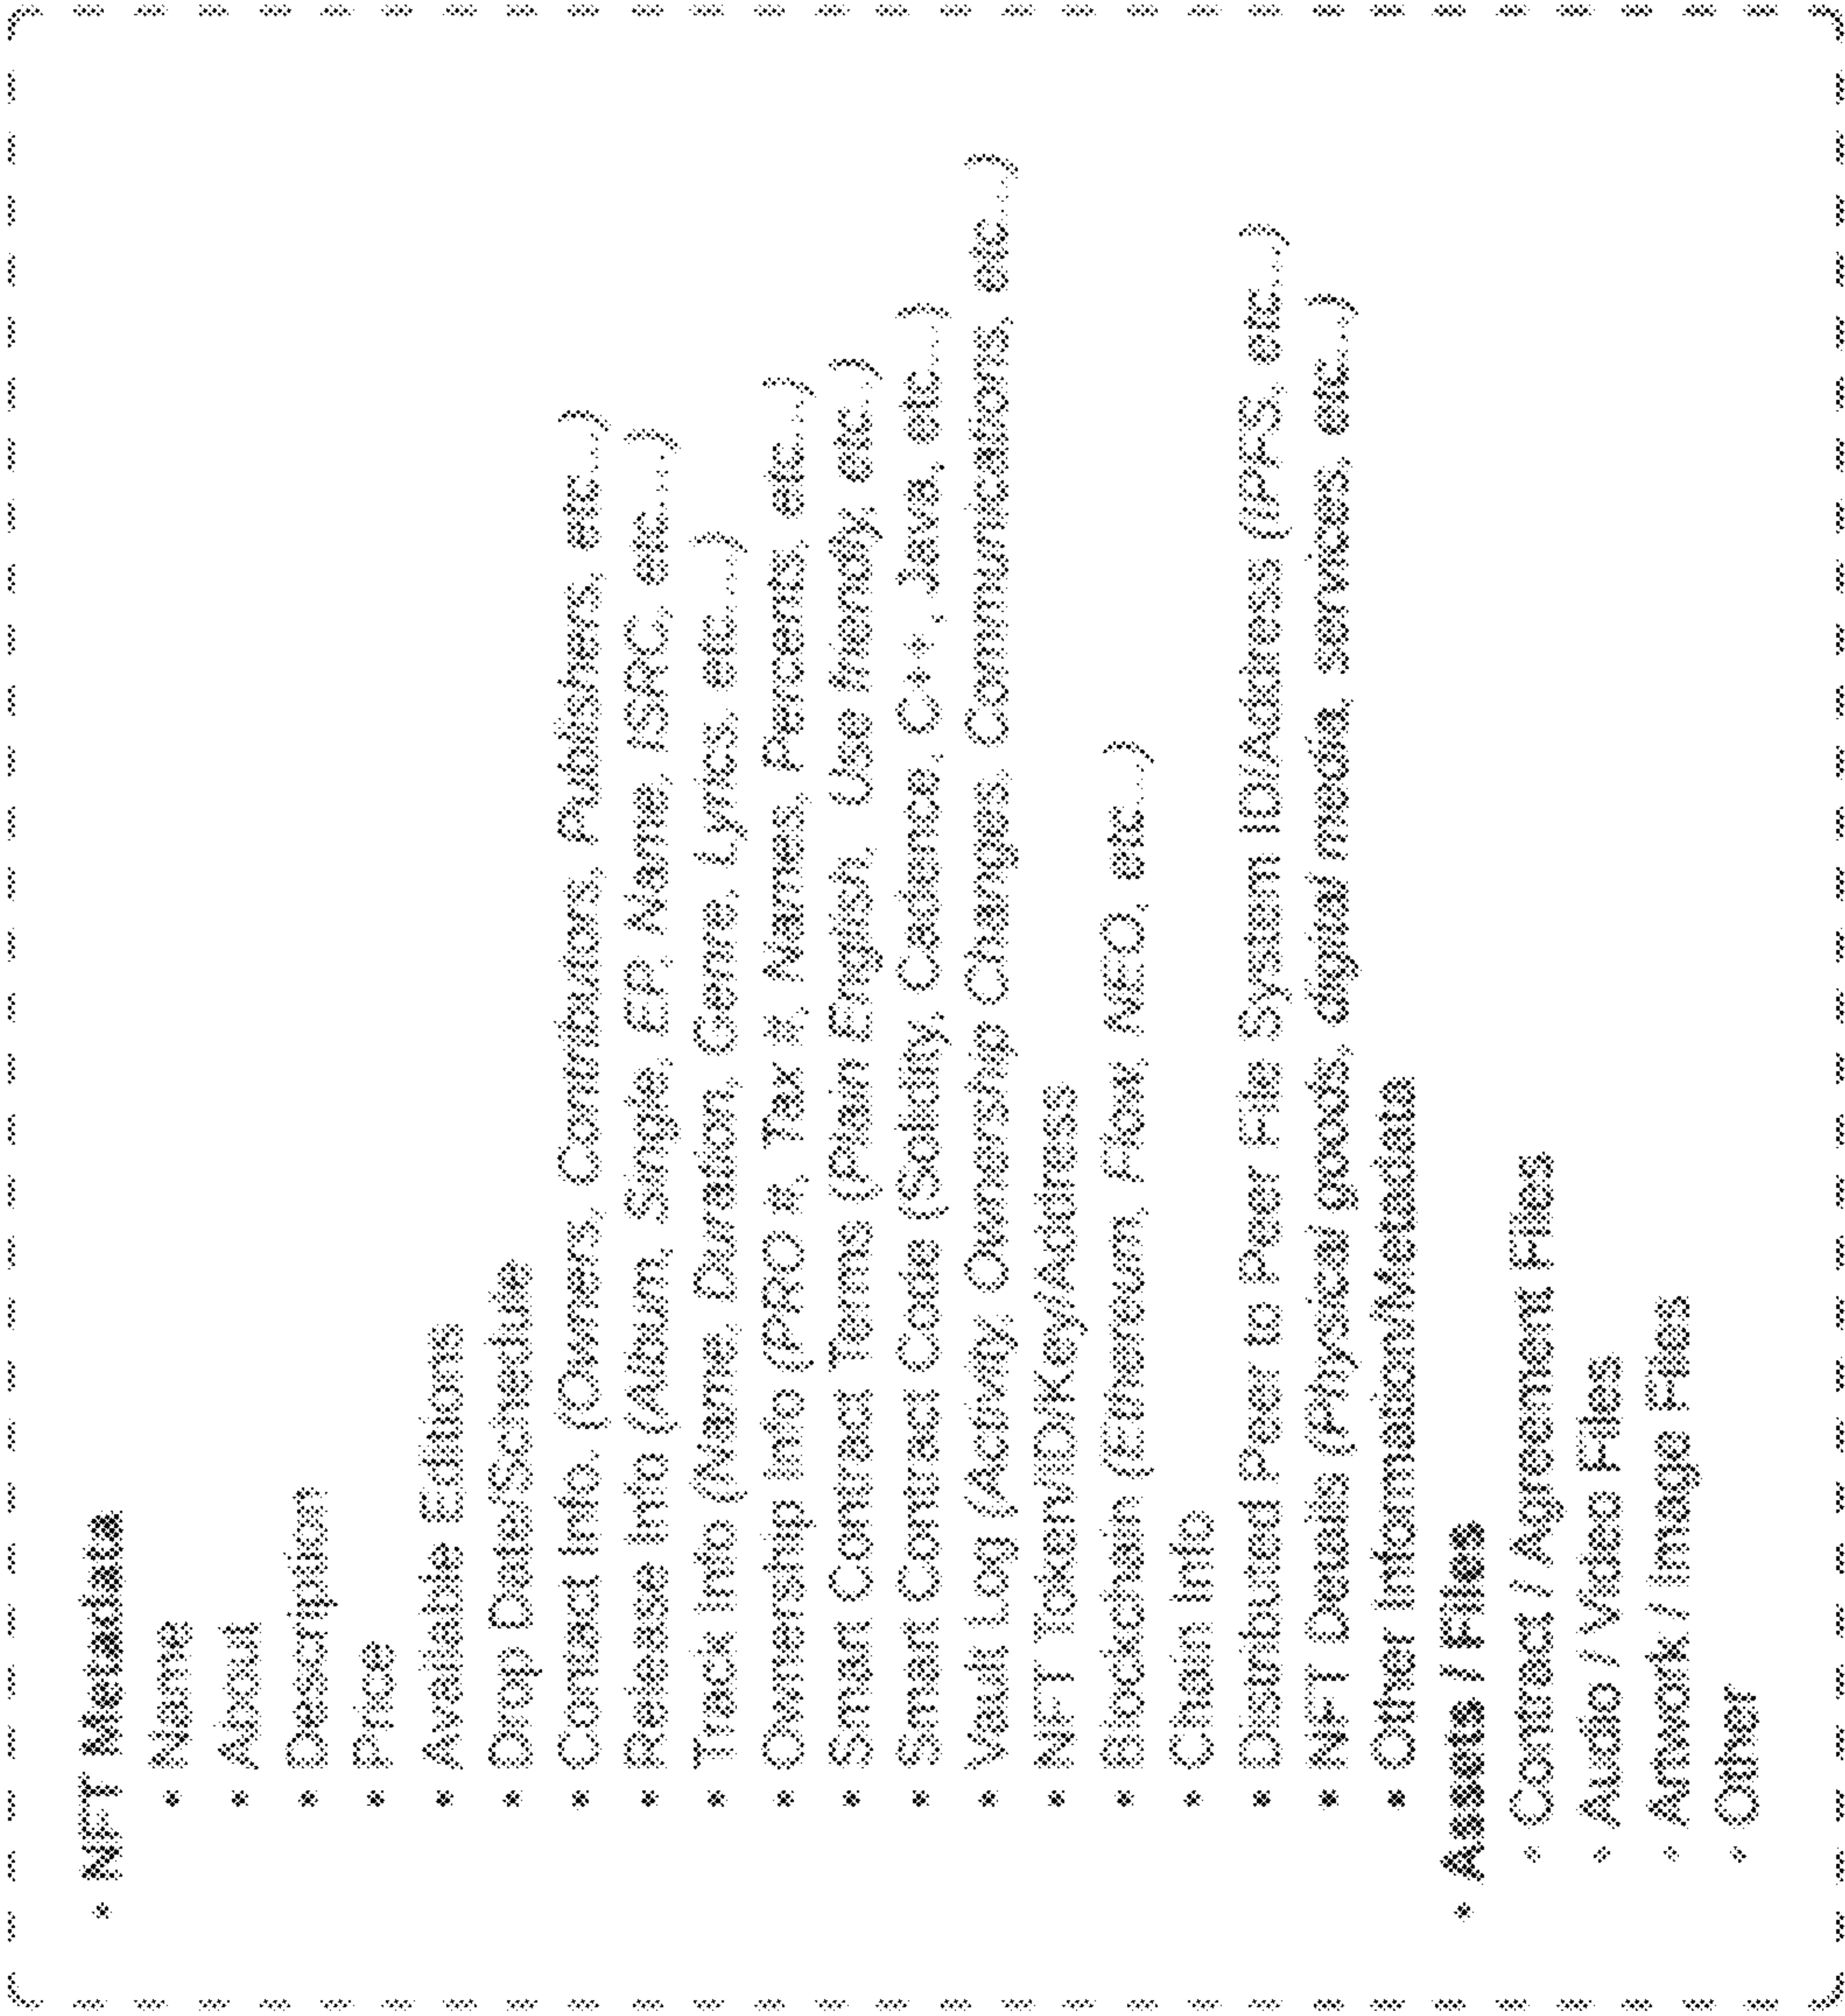 • NFT Metadata
• Name
• About
• Description
• Price
• Available Editions
• Drop Date/Schedule
• Contact Info. (Owners, Contributors, Publishers, etc...)
• Release Info (Album, Single, EP, Name, ISRC, etc...)
• Track Info (Name, Duration, Genre, Lyrics, etc...)
• Ownership Info (PRO #, Tax #, Names, Percents, etc...)
• Smart Contract Terms (Plain English, Use friendly, etc.)
• Smart Contract Code (Solidity, Cadence, C++, Java, etc...)
• Vault Log (Activity, Ownership Changes, Communications, etc...)
• NFT Token/ID/Key/Address
• Blockchain (Ethereum, Flow, NEO, etc...)
• Chain Info
• Distributed Peer to Peer File System ID/Address (IPFS, etc...)
• NFT Details (Physical goods, digital media, services, etc...)
• Other Information/Metadata
• Assets / Files
◦ Contract / Agreement Files
◦ Audio / Video Files
◦ Artwork / Image Files
◦ Other